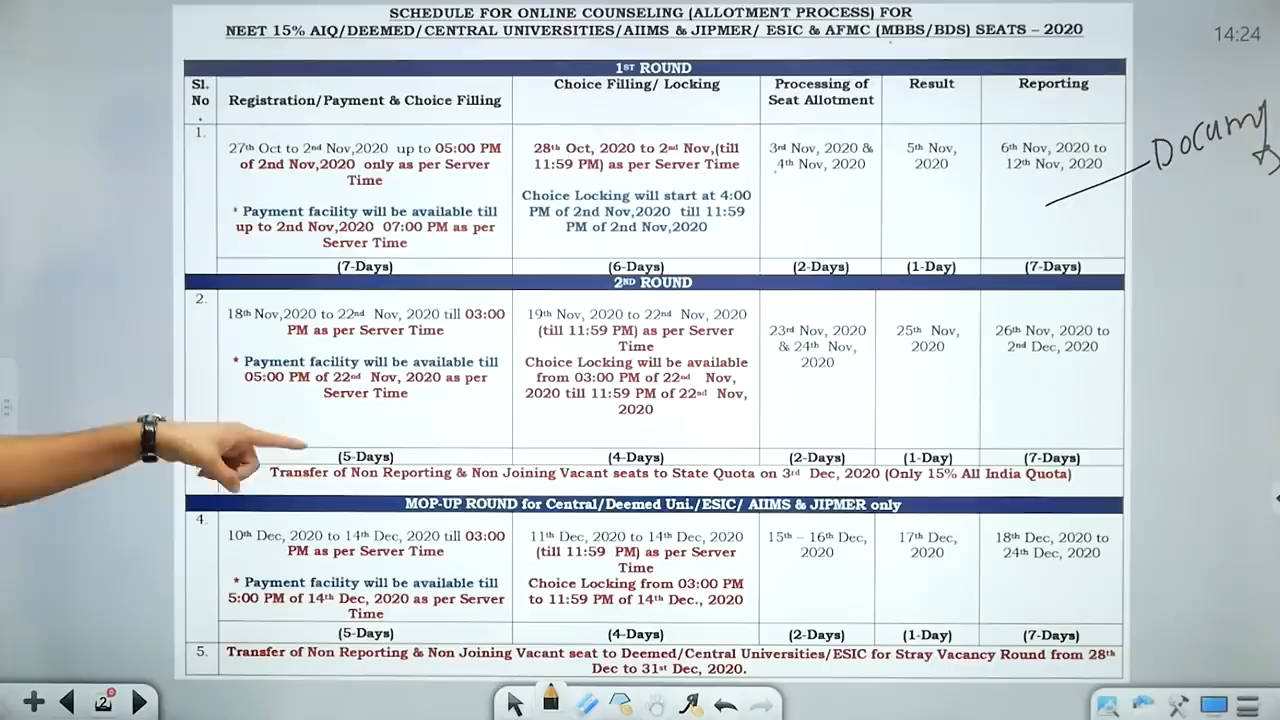 SCHEDULE FOR ONLINE COUNSELING (ALLOTMENT PROCESS) FOR
NEET 15% AIQ/DEEMED/CENTRAL UNIVERSITIES/AIIMS & JIPMER/ ESIC & AFMC (MBBS/BDS) SEATS – 2020
14:24
1ST ROUND
Sl.
No
.
Registration/Payment & Choice Filling
Choice Filling/ Locking
Processing of
Seat Allotment
Result
Reporting
1.
27th Oct to 2nd Nov,2020 up to 05:00 PM
of 2nd Nov,2020 only as per Server
Time
* Payment facility will be available till
up to 2nd Nov,2020 07:00 PM as per
Server Time
28th Oct, 2020 to 2nd Nov,(till
11:59 PM) as per Server Time
Choice Locking will start at 4:00
PM of 2nd Nov,2020 till 11:59
PM of 2nd Nov,2020
3rd Nov, 2020 &
4th Nov, 2020
5th Nov,
2020
6th Nov, 2020 to
12th Nov, 2020
(7-Days)
(6-Days)
(2-Days)
(1-Day)
(7-Days)
2ND ROUND
2.
18th Nov,2020 to 22nd Nov, 2020 till 03:00
PM as per Server Time
* Payment facility will be available till
05:00 PM of 22nd Nov, 2020 as per
Server Time
19th Nov, 2020 to 22nd Nov, 2020
(till 11:59 PM) as per Server
Time
Choice Locking will be available
from 03:00 PM of 22nd Nov,
2020 till 11:59 PM of 22nd Nov,
2020
23rd Nov, 2020
& 24th Nov,
2020
25th Nov,
2020
26th Nov, 2020 to
2nd Dec, 2020
(5-Days)
(4-Days)
(2-Days)
(1-Day)
(7-Days)
Transfer of Non Reporting & Non Joining Vacant seats to State Quota on 3rd Dec, 2020 (Only 15% All India Quota)
MOP-UP ROUND for Central/Deemed Uni./ESIC/ AIIMS & JIPMER only
4.
10th Dec, 2020 to 14th Dec, 2020 till 03:00
PM as per Server Time
* Payment facility will be available till
5:00 PM of 14th Dec, 2020 as per Server
Time
11th Dec, 2020 to 14th Dec, 2020
(till 11:59 PM) as per Server
Time
Choice Locking from 03:00 PM
to 11:59 PM of 14th Dec., 2020
15th – 16th Dec,
2020
17th Dec,
2020
18th Dec, 2020 to
24th Dec, 2020
(5-Days)
(4-Days)
(2-Days)
(1-Day)
(7-Days)
5.
Transfer of Non Reporting & Non Joining Vacant seat to Deemed/Central Universities/ESIC for Stray Vacancy Round from 28th
Dec to 31st Dec, 2020.
2